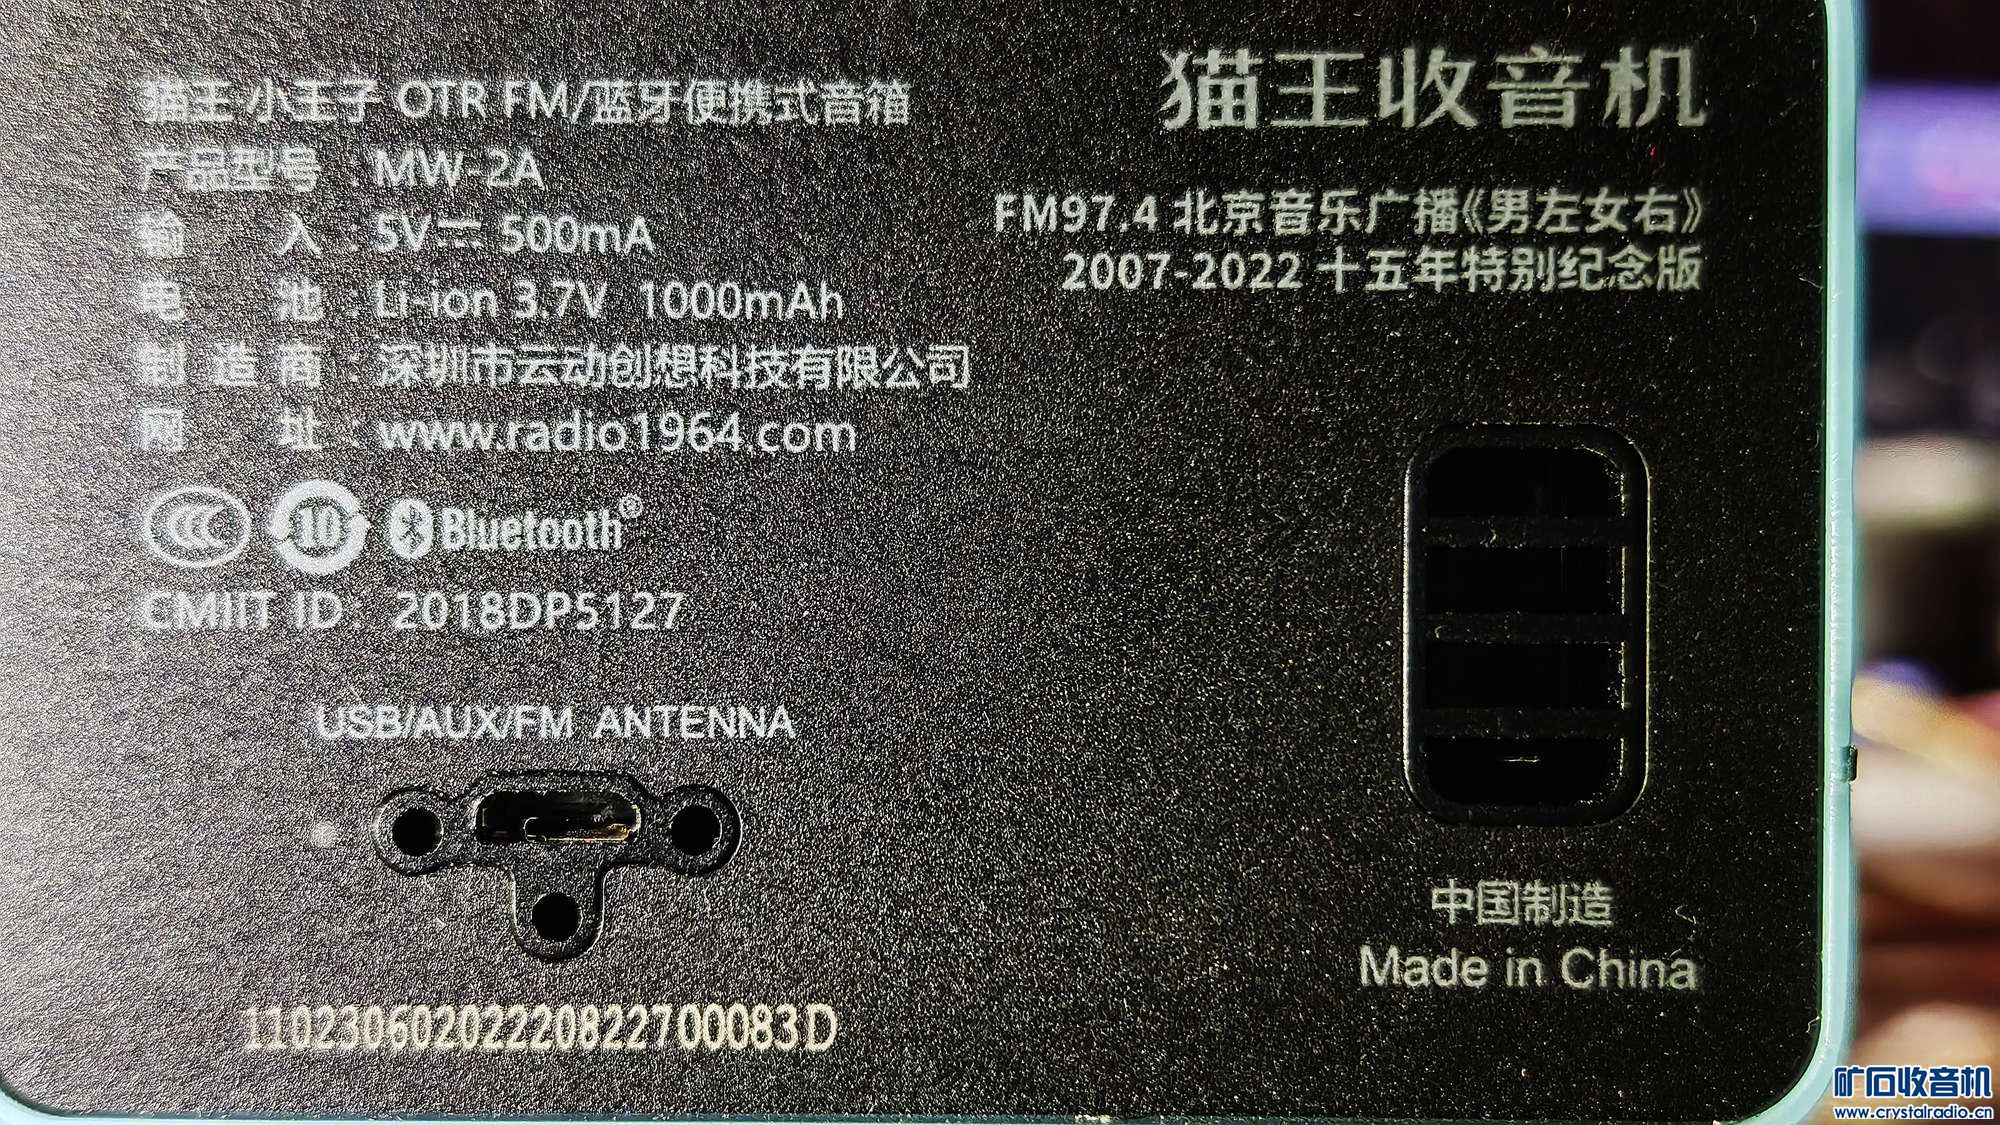 猫王 小王子 OTR FM/蓝牙便携式音箱
产品型号：MW-2A
输入：5V⎓500mA
电池：Li-ion 3.7V 1000mAh
制造商：深圳市云动创想科技有限公司
网址：www.radio1964.com
CCC 10 Bluetooth®
CMIIT ID：2018DP5127
USB/AUX/FM ANTENNA
11023060202220822700083D
猫王收音机
FM97.4 北京音乐广播《男左女右》
2007-2022 十五年特别纪念版
中国制造
Made in China
矿石收音机
www.crystalradio.cn